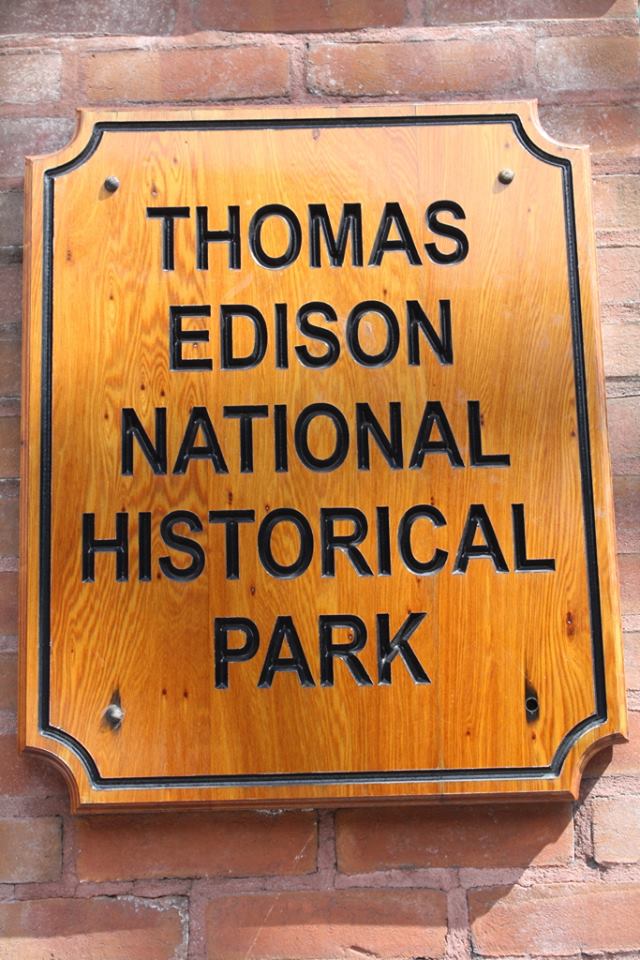 THOMAS
EDISON
NATIONAL
HISTORICAL
PARK